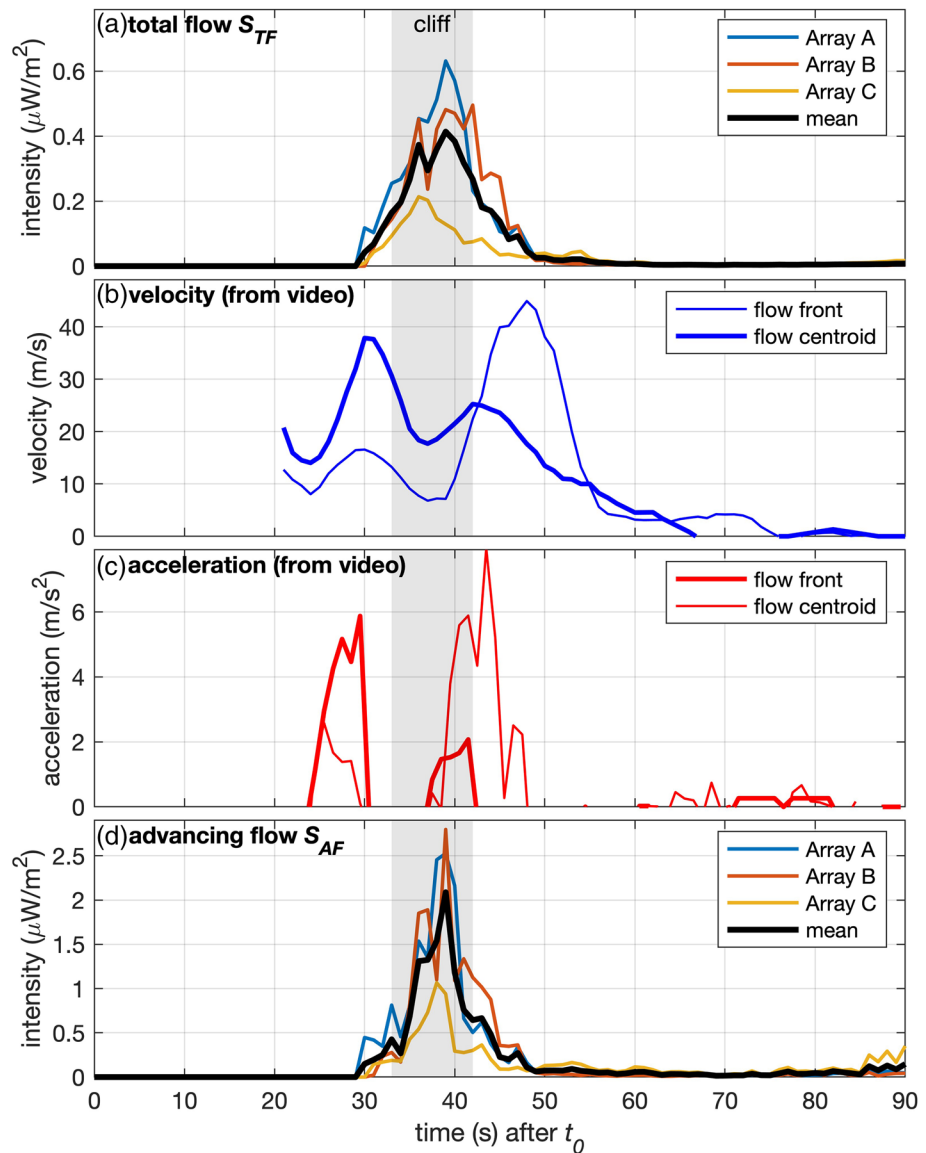 (a) total flow S_TF
cliff
Array A
Array B
Array C
mean
intensity (μW/m²)
0.6
0.4
0.2
0
(b) velocity (from video)
flow front
flow centroid
velocity (m/s)
40
30
20
10
0
(c) acceleration (from video)
flow front
flow centroid
acceleration (m/s²)
6
4
2
0
(d) advancing flow S_AF
Array A
Array B
Array C
mean
intensity (μW/m²)
2.5
2
1.5
1
0.5
0
0 10 20 30 40 50 60 70 80 90
time (s) after t_0